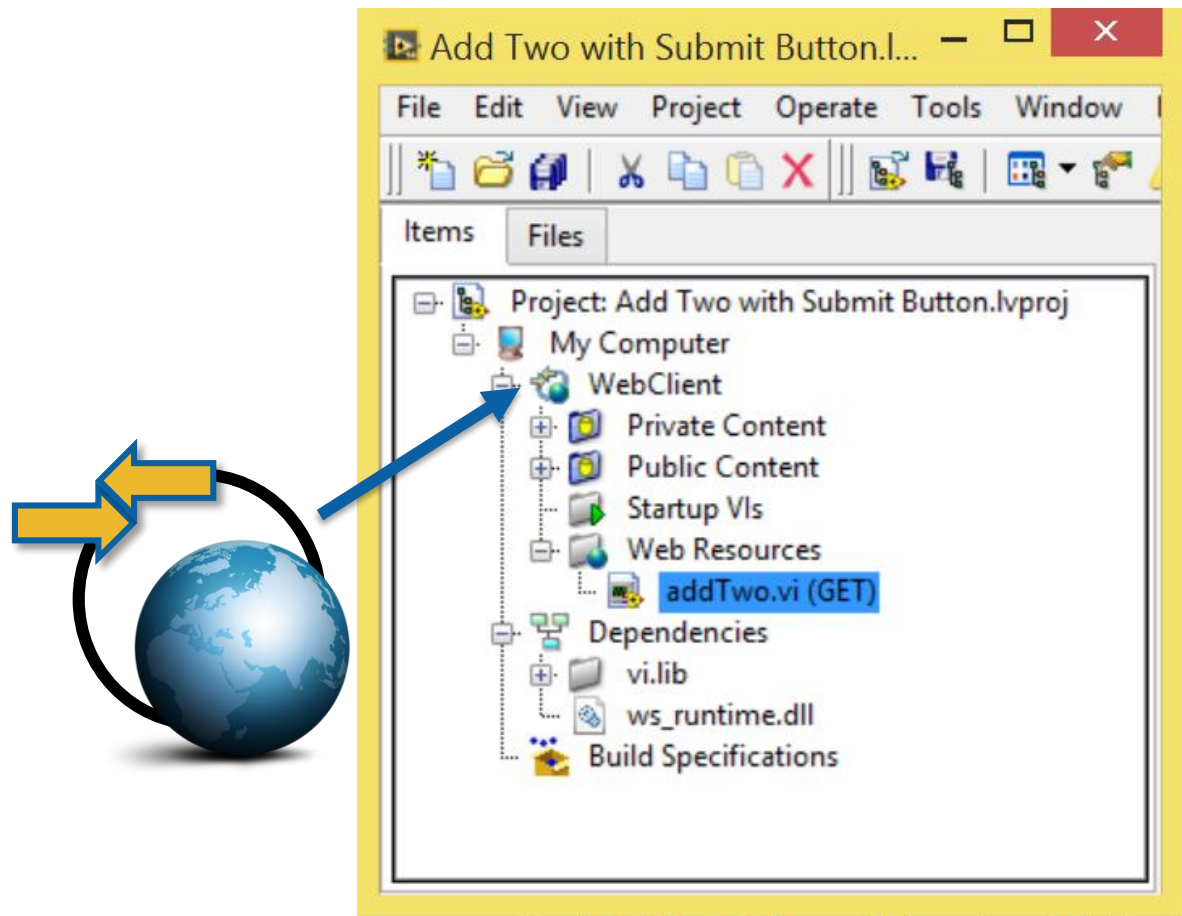 Add Two with Submit Button.l...
File Edit View Project Operate Tools Window
Items Files
Project: Add Two with Submit Button.lvproj
My Computer
WebClient
Private Content
Public Content
Startup VIs
Web Resources
addTwo.vi (GET)
Dependencies
vi.lib
ws_runtime.dll
Build Specifications